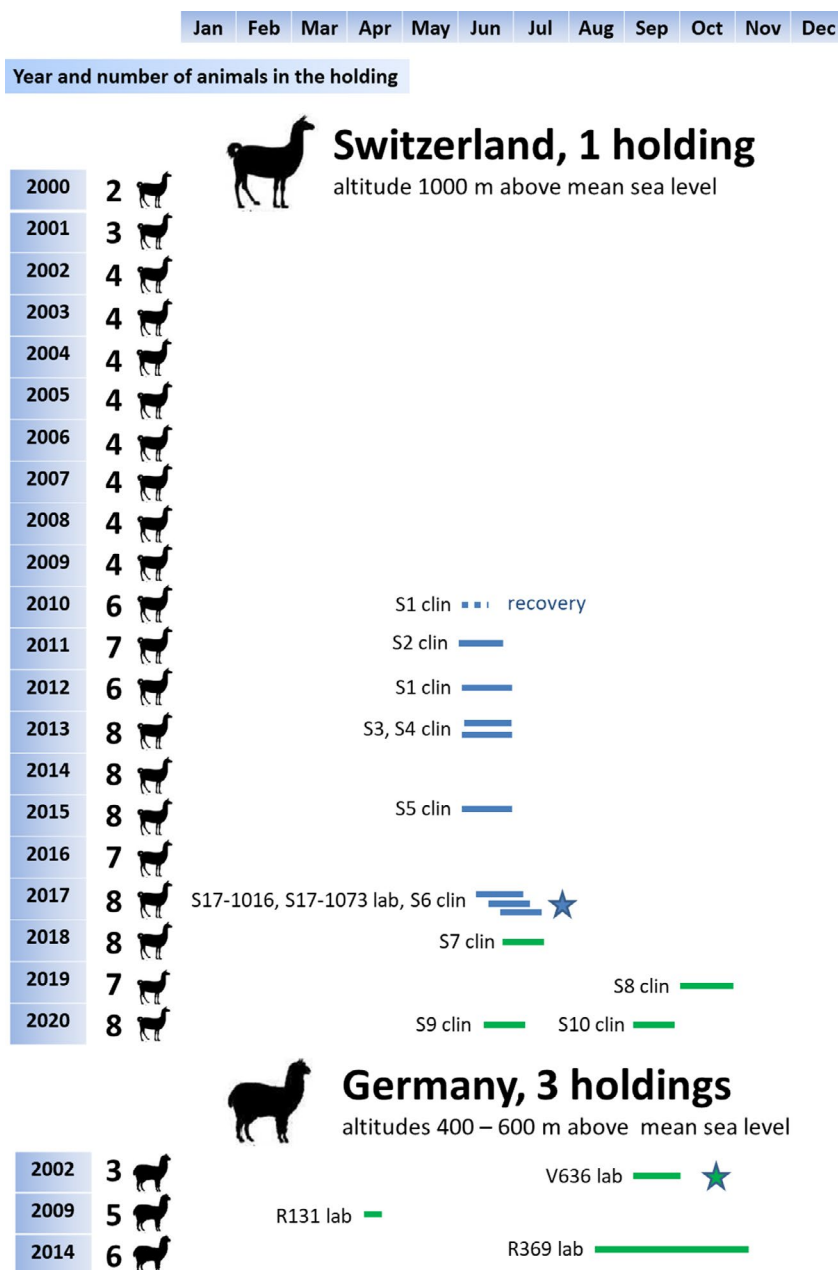 Jan Feb Mar Apr May Jun Jul Aug Sep Oct Nov Dec
Year and number of animals in the holding
Switzerland, 1 holding
altitude 1000 m above mean sea level
2000 2
2001 3
2002 4
2003 4
2004 4
2005 4
2006 4
2007 4
2008 4
2009 4
2010 6 S1 clin recovery
2011 7 S2 clin
2012 6 S1 clin
2013 8 S3, S4 clin
2014 8
2015 8 S5 clin
2016 7
2017 8 S17-1016, S17-1073 lab, S6 clin
2018 8 S7 clin
2019 7 S8 clin
2020 8 S9 clin S10 clin
Germany, 3 holdings
altitudes 400 – 600 m above mean sea level
2002 3 V636 lab
2009 5 R131 lab
2014 6 R369 lab